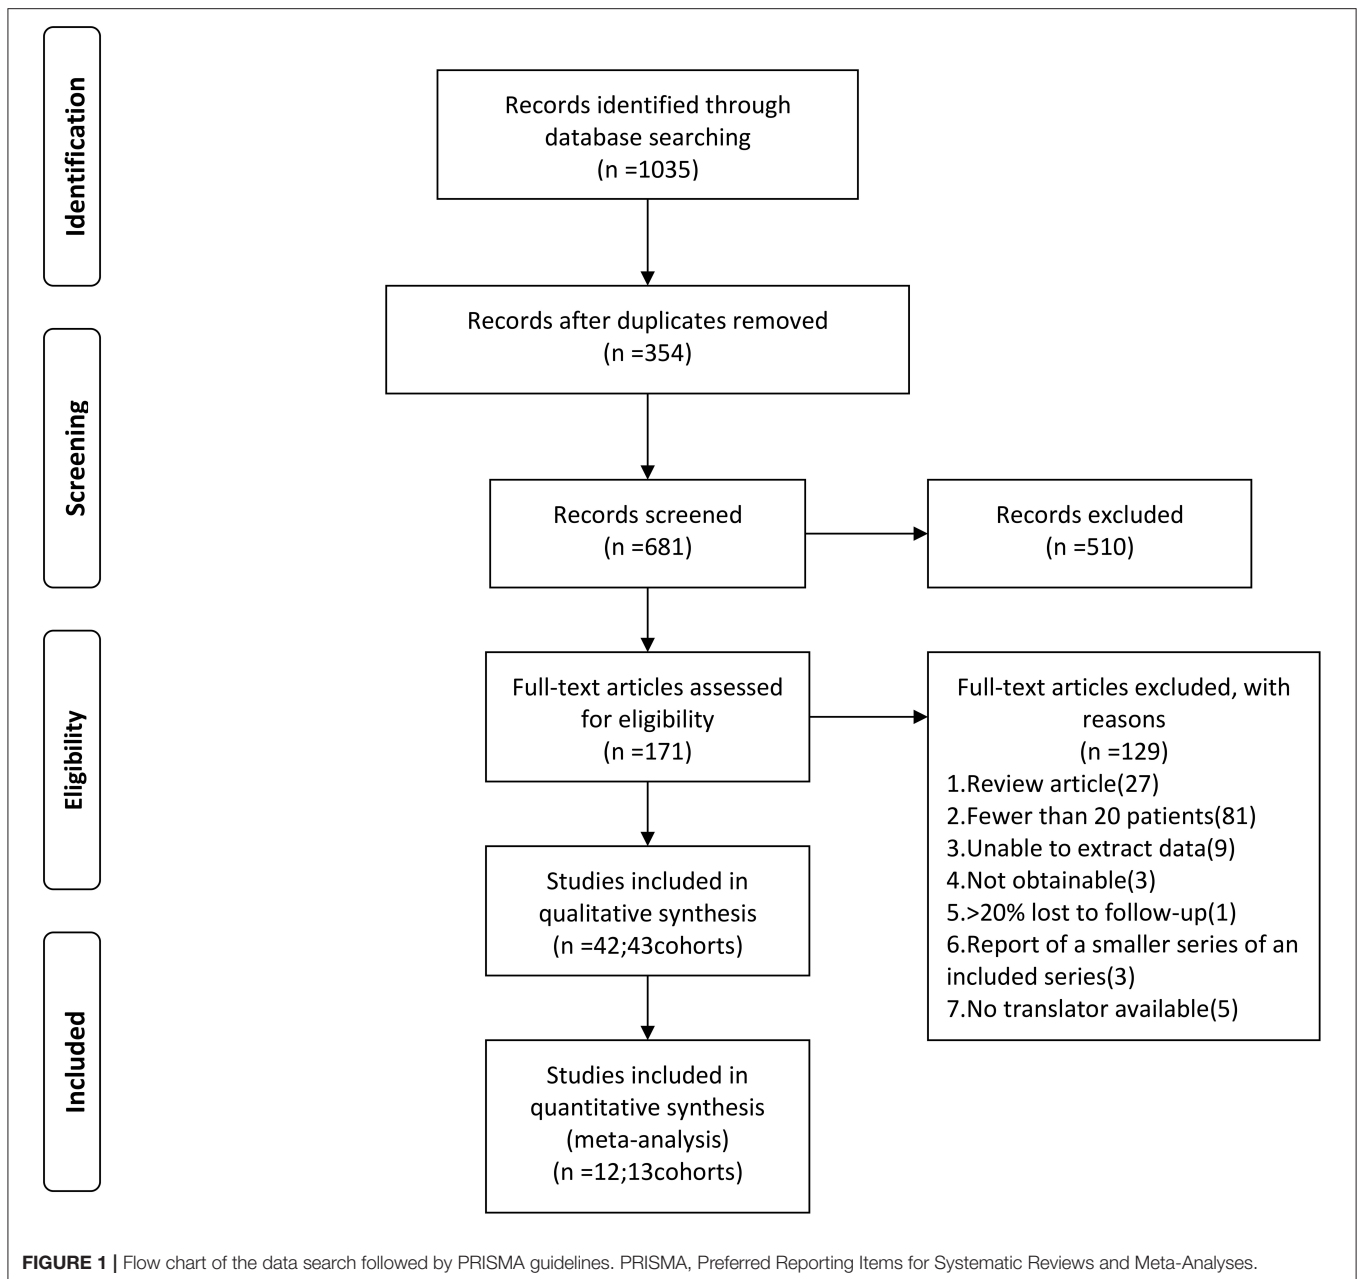 Identification
Records identified through
database searching
(n =1035)
Records after duplicates removed
(n =354)
Screening
Records screened
(n =681)
Records excluded
(n =510)
Eligibility
Full-text articles assessed
for eligibility
(n =171)
Full-text articles excluded, with
reasons
(n =129)
1.Review article(27)
2.Fewer than 20 patients(81)
3.Unable to extract data(9)
4.Not obtainable(3)
5.>20% lost to follow-up(1)
6.Report of a smaller series of an
included series(3)
7.No translator available(5)
Studies included in
qualitative synthesis
(n =42;43cohorts)
Included
Studies included in
quantitative synthesis
(meta-analysis)
(n =12;13cohorts)
FIGURE 1 | Flow chart of the data search followed by PRISMA guidelines. PRISMA, Preferred Reporting Items for Systematic Reviews and Meta-Analyses.